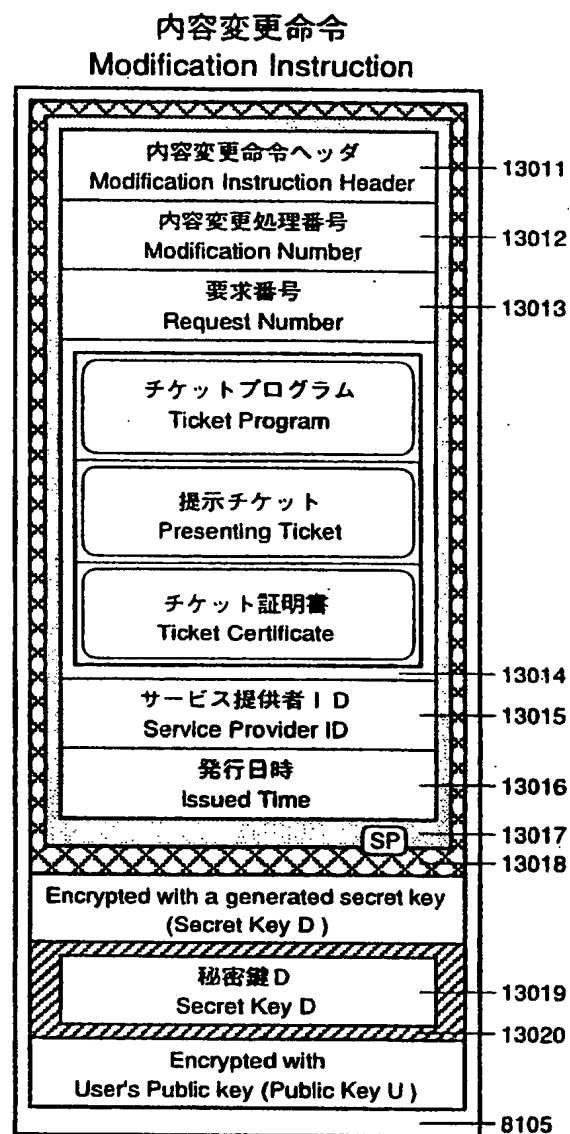 内容変更命令
Modification Instruction
内容変更命令ヘッダ
Modification Instruction Header
13011
内容変更処理番号
Modification Number
13012
要求番号
Request Number
13013
チケットプログラム
Ticket Program
提示チケット
Presenting Ticket
チケット証明書
Ticket Certificate
13014
サービス提供者ID
Service Provider ID
13015
発行日時
Issued Time
13016
SP
13017
13018
Encrypted with a generated secret key
(Secret Key D)
秘密鍵D
Secret Key D
13019
13020
Encrypted with
User's Public key (Public Key U)
8105